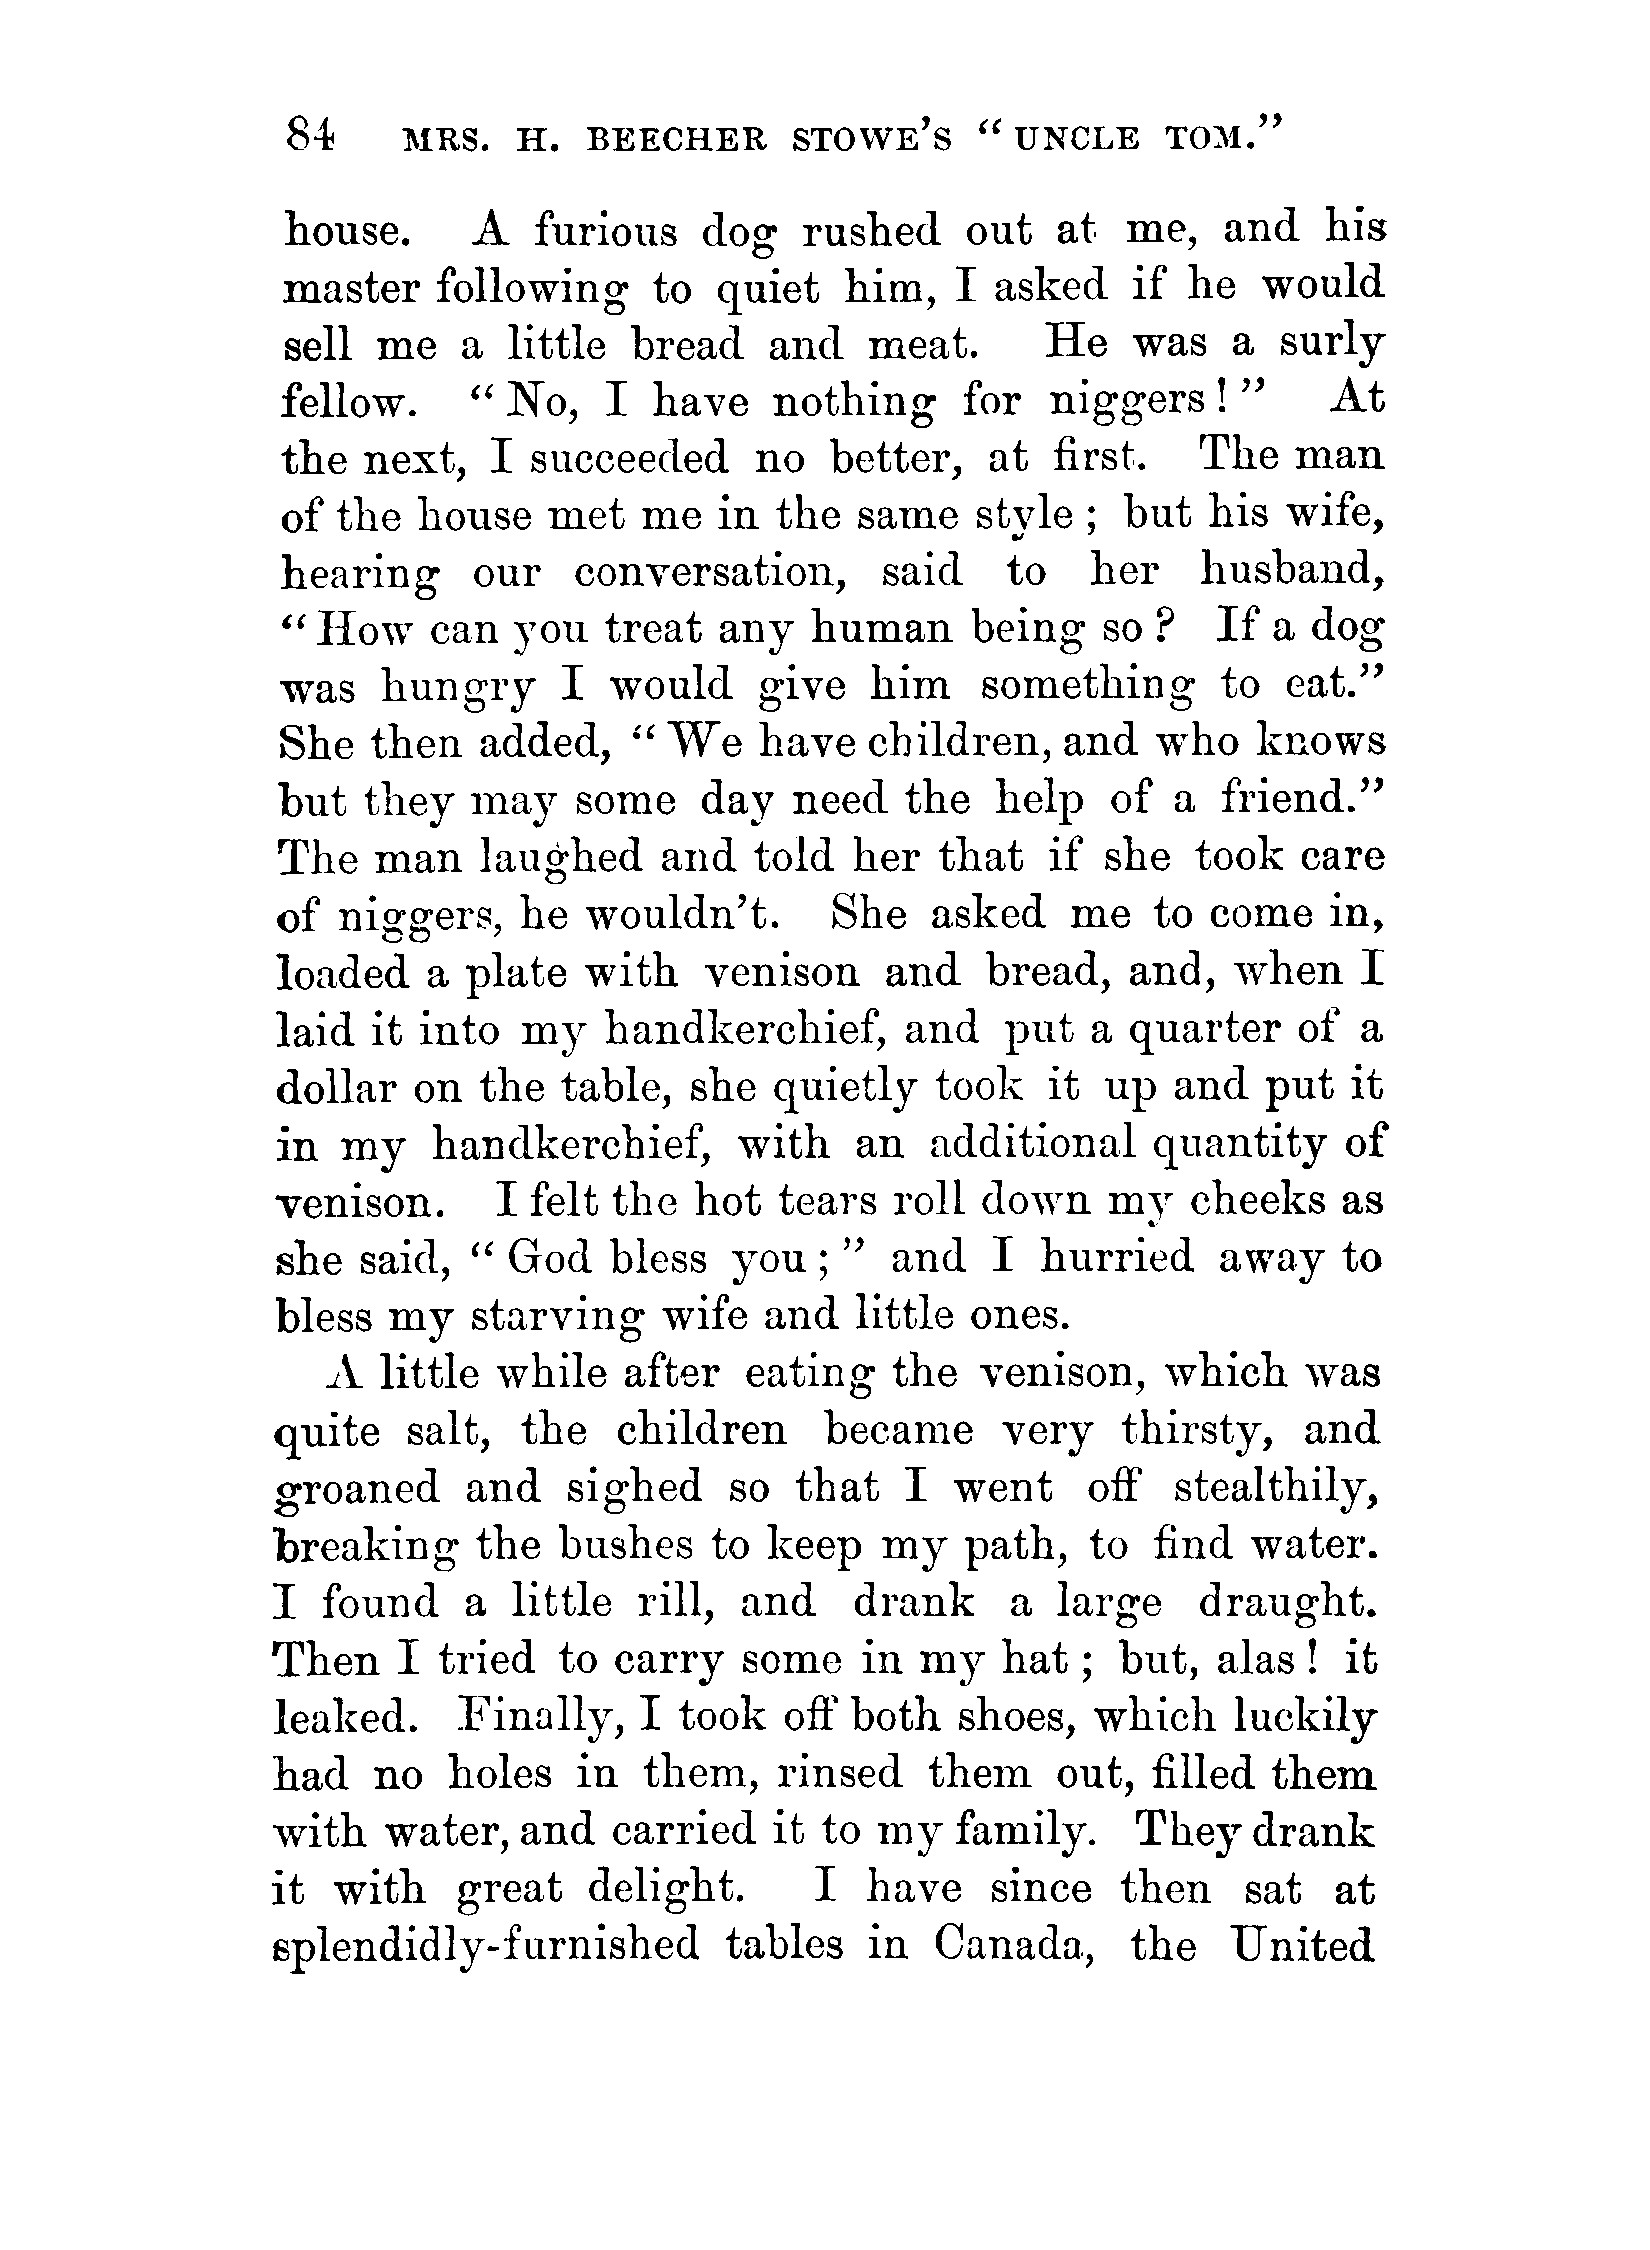 84 MRS. H. BEECHER STOWE'S "UNCLE TOM."
house. A furious dog rushed out at me, and his
master following to quiet him, I asked if he would
sell me a little bread and meat. He was a surly
fellow. "No, I have nothing for niggers!" At
the next, I succeeded no better, at first. The man
of the house met me in the same style; but his wife,
hearing our conversation, said to her husband,
"How can you treat any human being so? If a dog
was hungry I would give him something to eat."
She then added, "We have children, and who knows
but they may some day need the help of a friend."
The man laughed and told her that if she took care
of niggers, he wouldn't. She asked me to come in,
loaded a plate with venison and bread, and, when I
laid it into my handkerchief, and put a quarter of a
dollar on the table, she quietly took it up and put it
in my handkerchief, with an additional quantity of
venison. I felt the hot tears roll down my cheeks as
she said, "God bless you;" and I hurried away to
bless my starving wife and little ones.
A little while after eating the venison, which was
quite salt, the children became very thirsty, and
groaned and sighed so that I went off stealthily,
breaking the bushes to keep my path, to find water.
I found a little rill, and drank a large draught.
Then I tried to carry some in my hat; but, alas! it
leaked. Finally, I took off both shoes, which luckily
had no holes in them, rinsed them out, filled them
with water, and carried it to my family. They drank
it with great delight. I have since then sat at
splendidly-furnished tables in Canada, the United